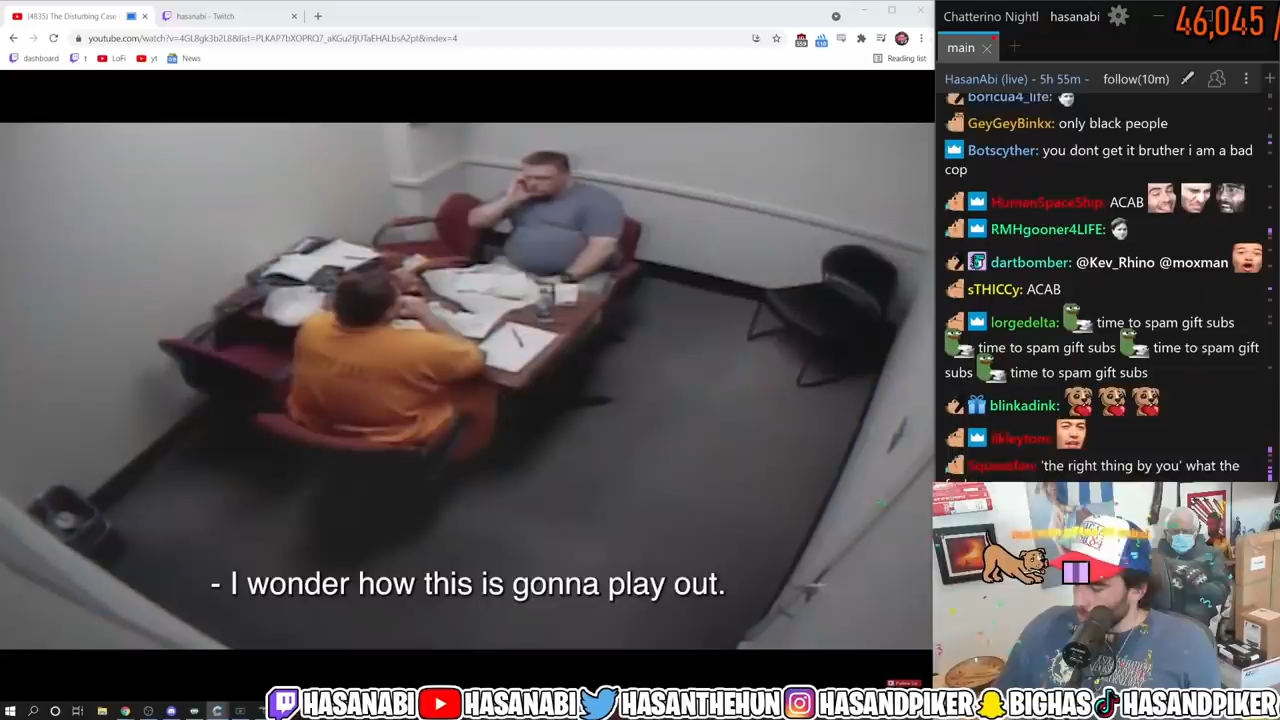 (4835) The Disturbing Case
hasanabi - Twitch
youtube.com/watch?v=4GL8gk3b2L8&list=PLKAP7bXOPRQ7_aKGu2fjUTaEHALbsA2pt&index=4
dashboard
t
LoFi
yt
News
Reading list
- I wonder how this is gonna play out.
Chatterino Nightl
hasanabi
46,045 /
main
HasanAbi (live) - 5h 55m -
follow(10m)
boricua4_life:
GeyGeyBinkx: only black people
Botscyther: you dont get it bruther i am a bad
cop
HumanSpaceShip: ACAB
RMHgooner4LIFE:
dartbomber: @Kev_Rhino @moxman
sTHICCy: ACAB
lorgedelta: time to spam gift subs
time to spam gift subs time to spam gift
subs time to spam gift subs
blinkadink:
'the right thing by you' what the
HASANABI HASANABI HASANTHEHUN HASANDPIKER BIGHAS HASANDPIKER